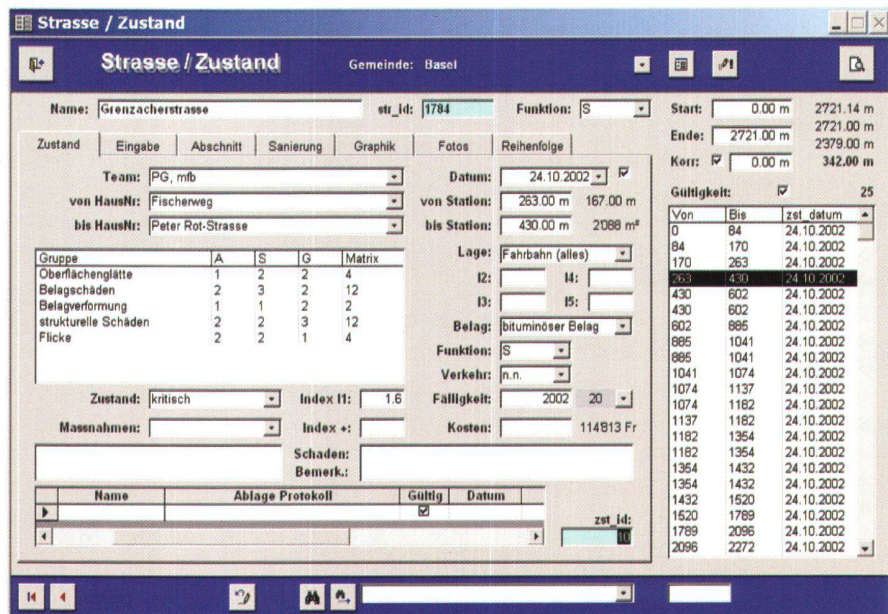 Strasse / Zustand
Strasse / Zustand
Gemeinde: Basel
Name: Grenzacherstrasse str_id: 1784 Funktion: S
Start: 0.00 m 2721.14 m
2721.00 m
Ende: 2721.00 m 2379.00 m
Korr: 0.00 m 342.00 m
Zustand Eingabe Abschnitt Sanierung Graphik Fotos Reihenfolge
Team: PG, mfb Datum: 24.10.2002
von HausNr: Fischerweg von Station: 263.00 m 167.00 m
bis HausNr: Peter Rot-Strasse bis Station: 430.00 m 2'088 m²
Gruppe A S G Matrix
Oberflächenglätte 1 2 2 4
Belagschäden 2 3 2 12
Belagverformung 1 1 2 2
strukturelle Schäden 2 2 3 12
Flicke 2 2 1 4
Lage: Fahrbahn (alles)
I2: I4:
I3: I5:
Belag: bituminöser Belag
Funktion: S
Verkehr: n.n.
Zustand: kritisch Index I1: 1.6 Fälligkeit: 2002 20
Massnahmen: Index +: Kosten: 114'813 Fr
Schaden:
Bemerk.:
Name Ablage Protokoll Gültig Datum
zst_id:
10
Gültigkeit: 25
Von Bis zst_datum
0 84 24.10.2002
84 170 24.10.2002
170 263 24.10.2002
263 430 24.10.2002
430 602 24.10.2002
430 602 24.10.2002
602 885 24.10.2002
885 1041 24.10.2002
885 1041 24.10.2002
1041 1074 24.10.2002
1074 1137 24.10.2002
1074 1182 24.10.2002
1137 1182 24.10.2002
1182 1354 24.10.2002
1182 1354 24.10.2002
1354 1432 24.10.2002
1354 1432 24.10.2002
1432 1520 24.10.2002
1520 1789 24.10.2002
1789 2096 24.10.2002
2096 2272 24.10.2002